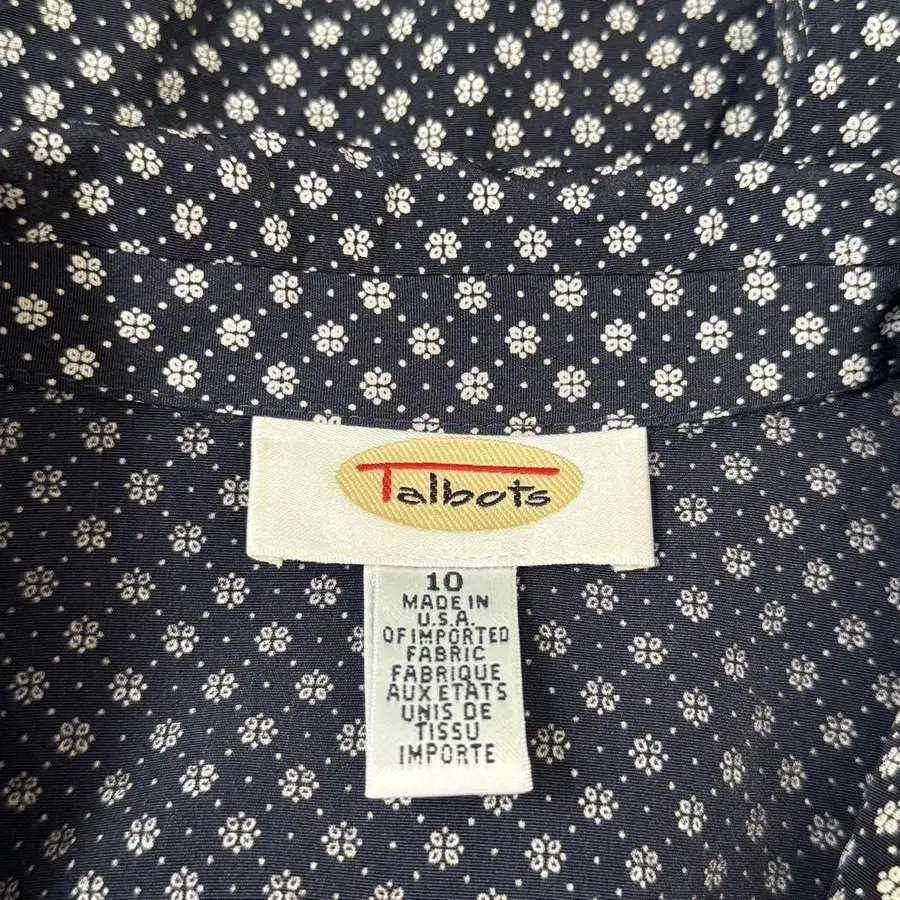 Talbots
10
MADE IN
U.S.A.
OF IMPORTED
FABRIC
FABRIQUE
AUX ETATS
UNIS DE
TISSU
IMPORTE